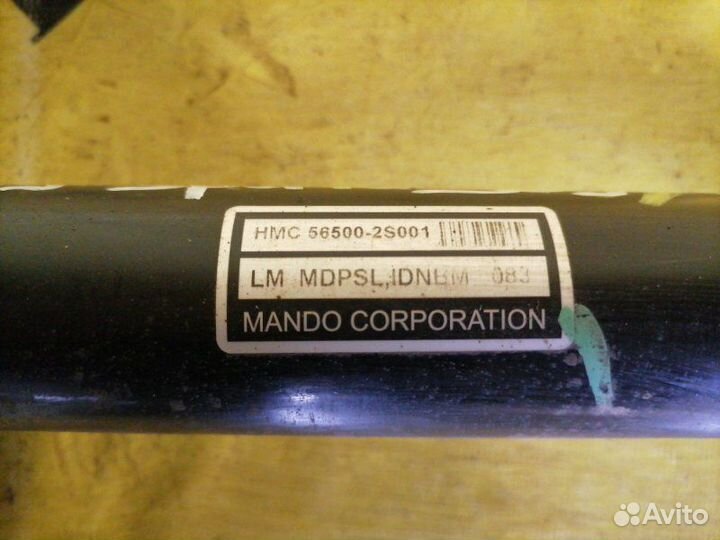 HMC 56500-2S001
LM MDPSL,IDNBM 083
MANDO CORPORATION
Avito